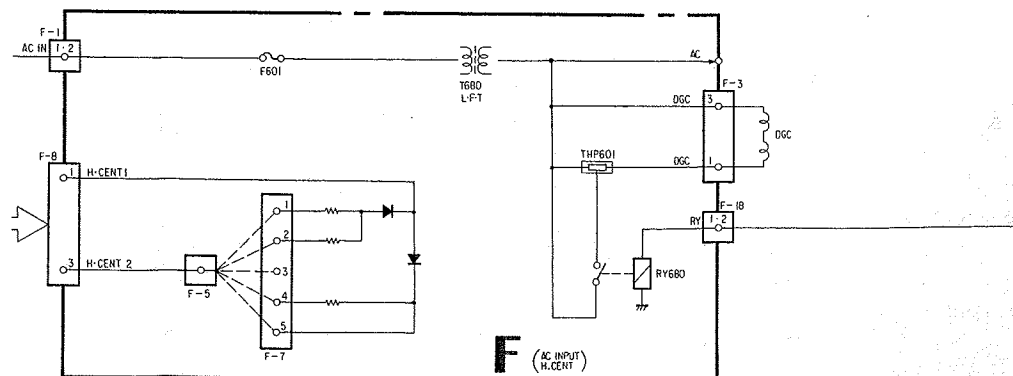 F-1
AC IN
1・2
F601
T680
L・F・T
AC
F-3
DGC
3
DGC
THP601
DGC
1
F-8
1
H・CENT1
F-18
RY
1・2
1
2
3
H・CENT 2
3
F-5
4
RY680
5
F-7
F
(AC INPUT
H.CENT)